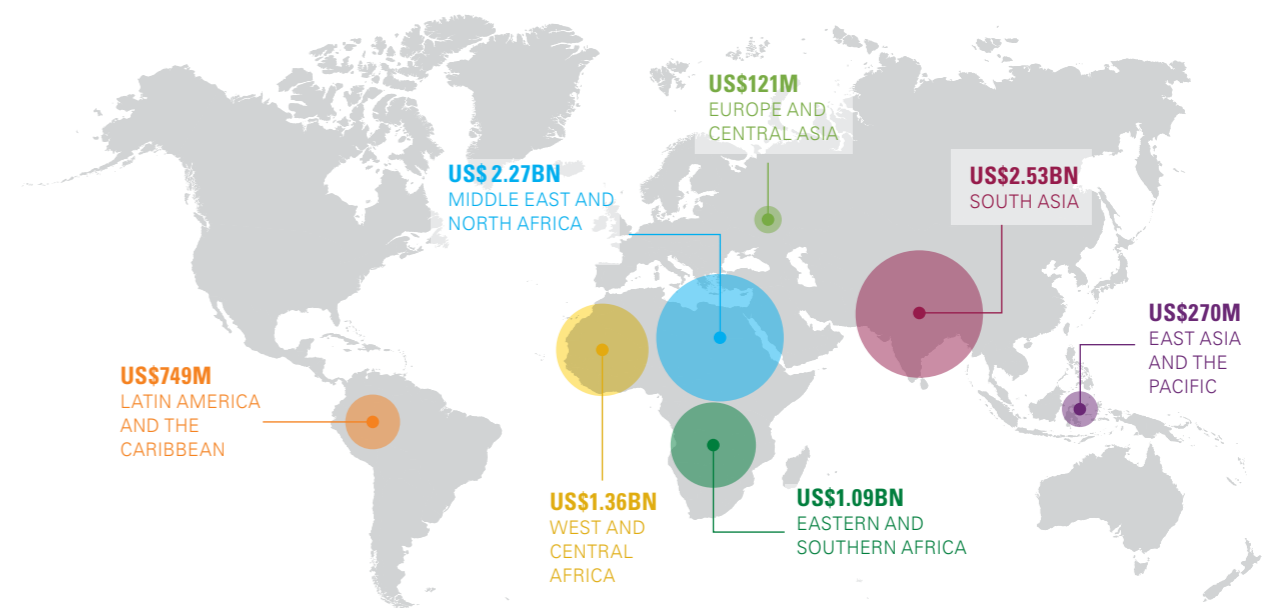 US$121M
EUROPE AND
CENTRAL ASIA
US$ 2.27BN
MIDDLE EAST AND
NORTH AFRICA
US$2.53BN
SOUTH ASIA
US$270M
EAST ASIA
AND THE
PACIFIC
US$749M
LATIN AMERICA
AND THE
CARIBBEAN
US$1.36BN
WEST AND
CENTRAL
AFRICA
US$1.09BN
EASTERN AND
SOUTHERN AFRICA